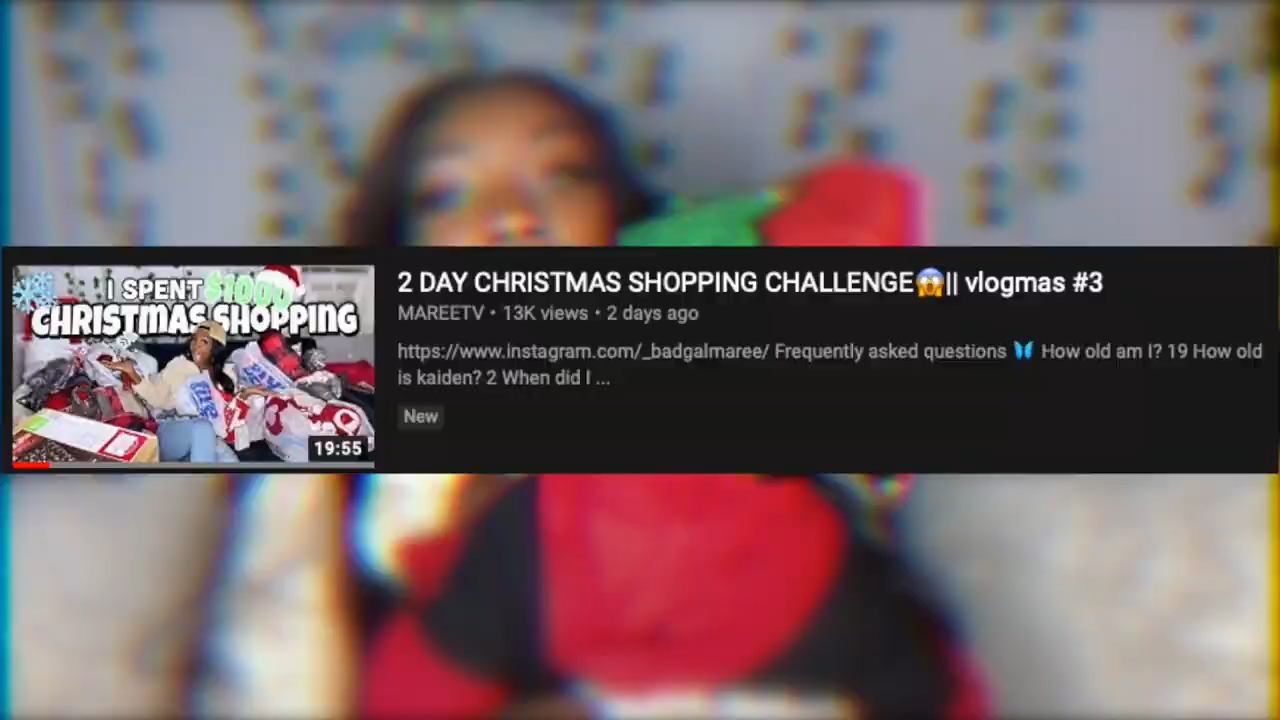 I SPENT $1000
CHRISTMAS SHOPPING
19:55
2 DAY CHRISTMAS SHOPPING CHALLENGE😱|| vlogmas #3
MAREETV • 13K views • 2 days ago
https://www.instagram.com/_badgalmaree/ Frequently asked questions 🦋 How old am I? 19 How old
is kaiden? 2 When did I ...
New